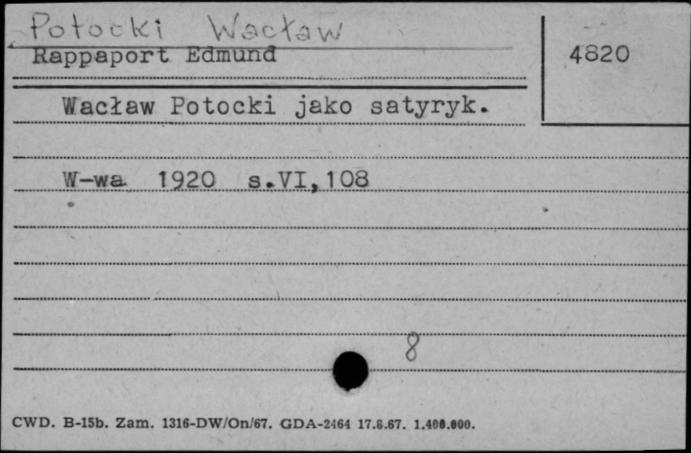 Potocki Wacław
Rappaport Edmund
4820
Wacław Potocki jako satyryk.
W-wa 1920 s.VI,108
8
CWD. B-15b. Zam. 1316-DW/On/67. GDA-2464 17.8.67. 1.400.000.